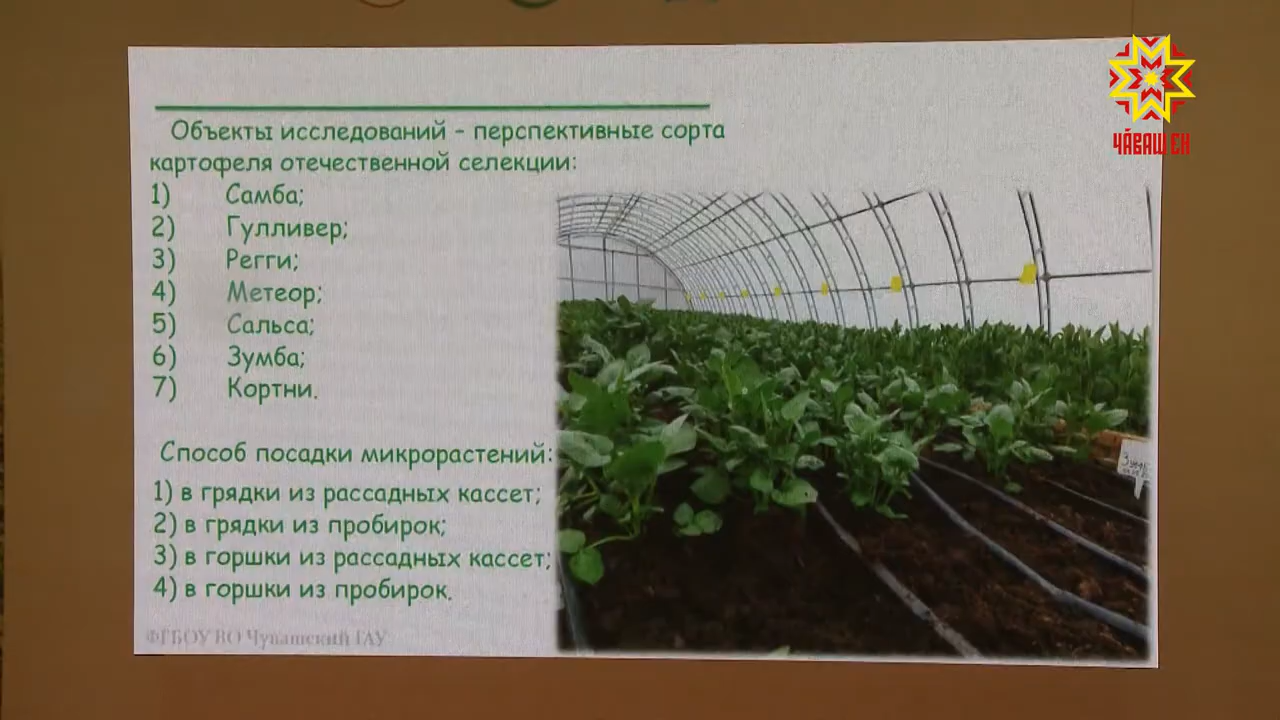 ЧӐВАШ ЕН
Объекты исследований - перспективные сорта
картофеля отечественной селекции:
1) Самба;
2) Гулливер;
3) Регги;
4) Метеор;
5) Сальса;
6) Зумба;
7) Кортни.
Способ посадки микрорастений:
1) в грядки из рассадных кассет;
2) в грядки из пробирок;
3) в горшки из рассадных кассет;
4) в горшки из пробирок.
ФГБОУ ВО Чувашский ГАУ